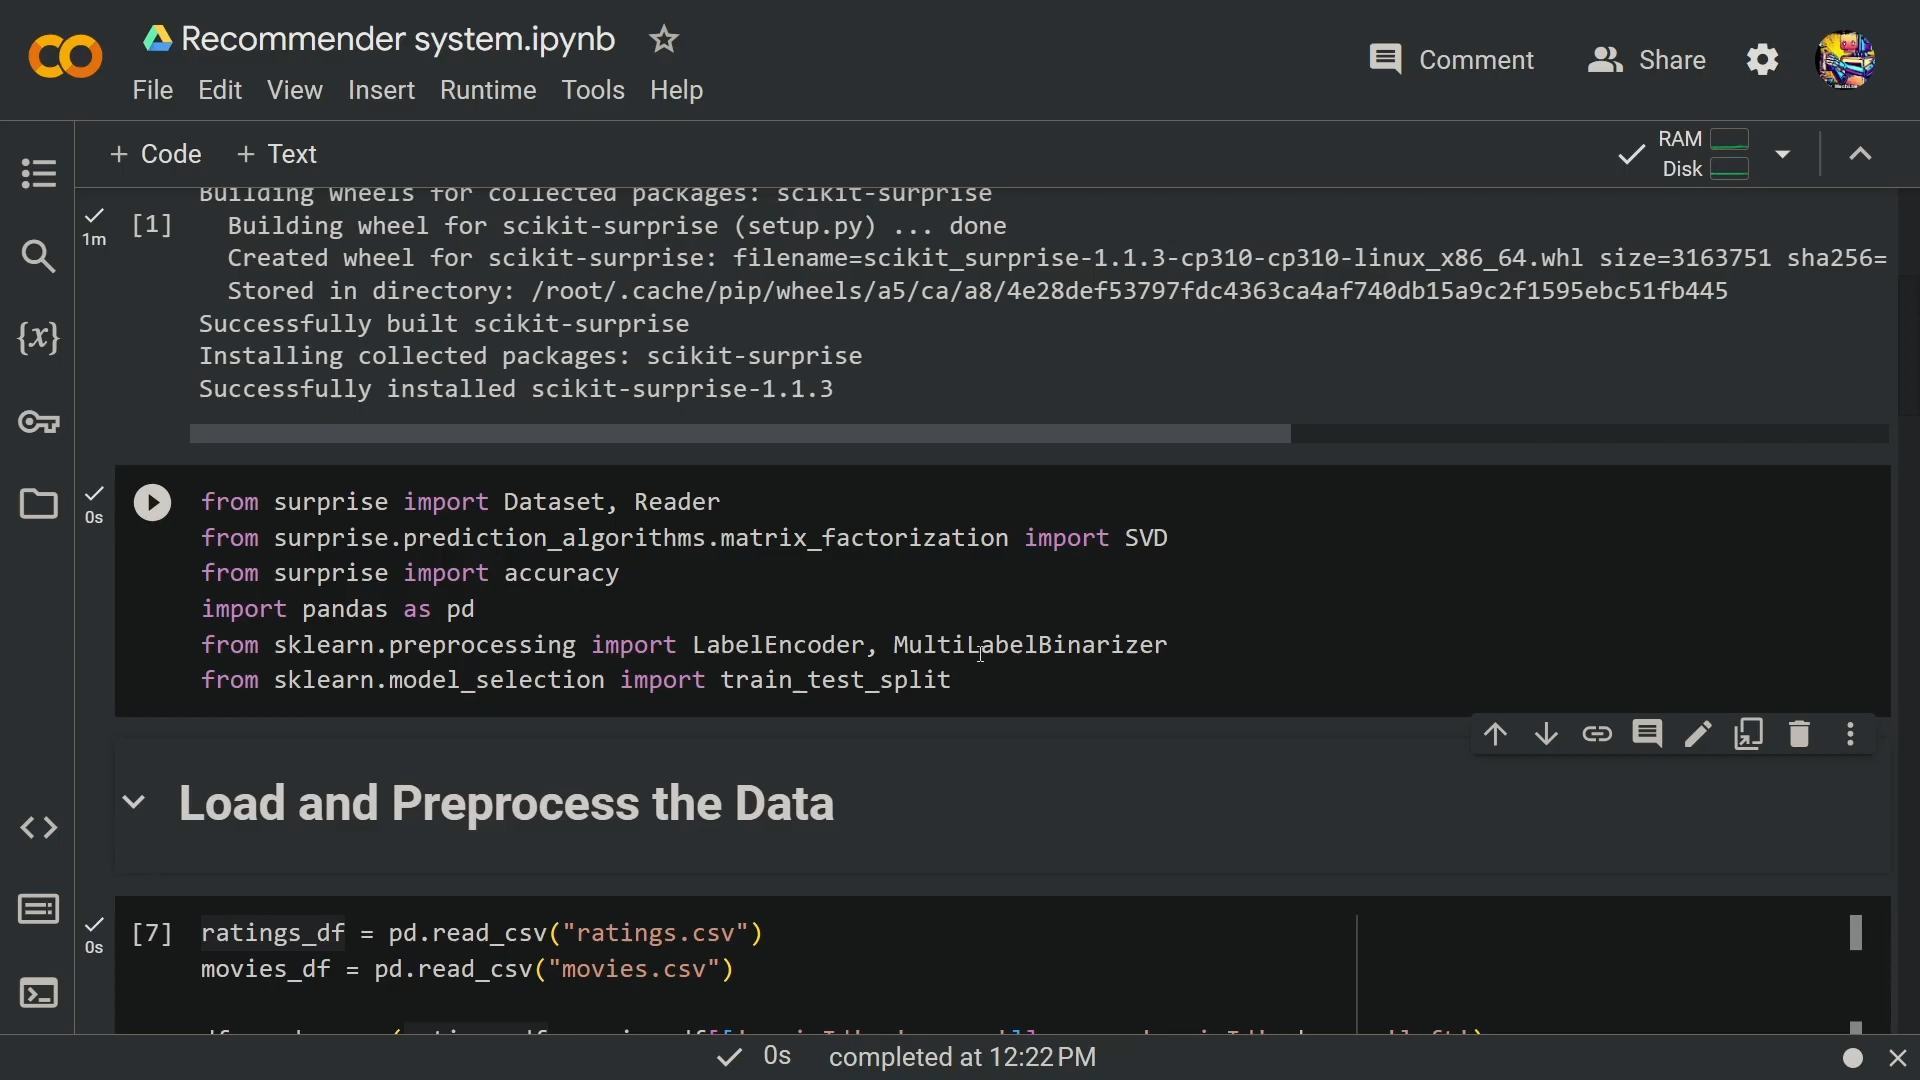 Recommender system.ipynb
Comment
Share
File Edit View Insert Runtime Tools Help
+ Code + Text
RAM
Disk
Building wheels for collected packages: scikit-surprise
[1]
1m
Building wheel for scikit-surprise (setup.py) ... done
Created wheel for scikit-surprise: filename=scikit_surprise-1.1.3-cp310-cp310-linux_x86_64.whl size=3163751 sha256=
Stored in directory: /root/.cache/pip/wheels/a5/ca/a8/4e28def53797fdc4363ca4af740db15a9c2f1595ebc51fb445
Successfully built scikit-surprise
Installing collected packages: scikit-surprise
Successfully installed scikit-surprise-1.1.3
{x}
0s
from surprise import Dataset, Reader
from surprise.prediction_algorithms.matrix_factorization import SVD
from surprise import accuracy
import pandas as pd
from sklearn.preprocessing import LabelEncoder, MultiLabelBinarizer
from sklearn.model_selection import train_test_split
Load and Preprocess the Data
[7]
0s
ratings_df = pd.read_csv("ratings.csv")
movies_df = pd.read_csv("movies.csv")
0s completed at 12:22 PM